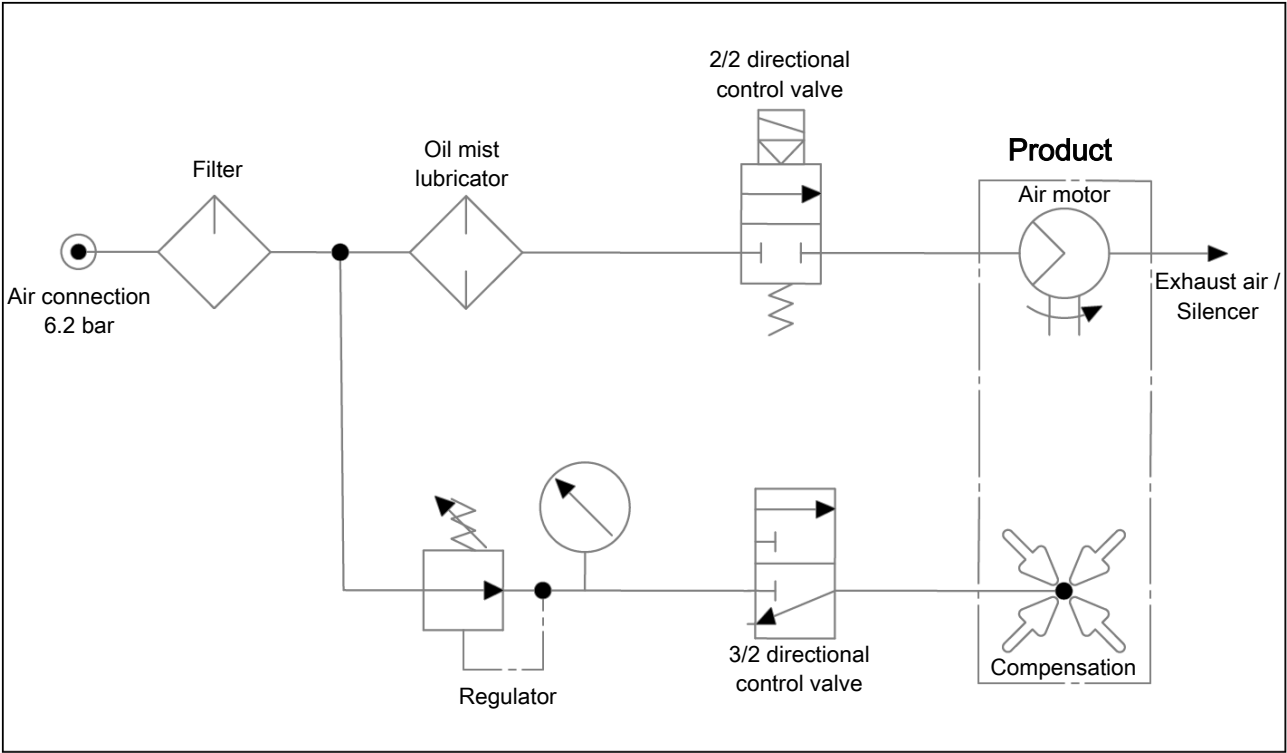 2/2 directional
control valve
Product
Filter
Oil mist
lubricator
Air motor
Air connection
6.2 bar
Exhaust air /
Silencer
Regulator
3/2 directional
control valve
Compensation